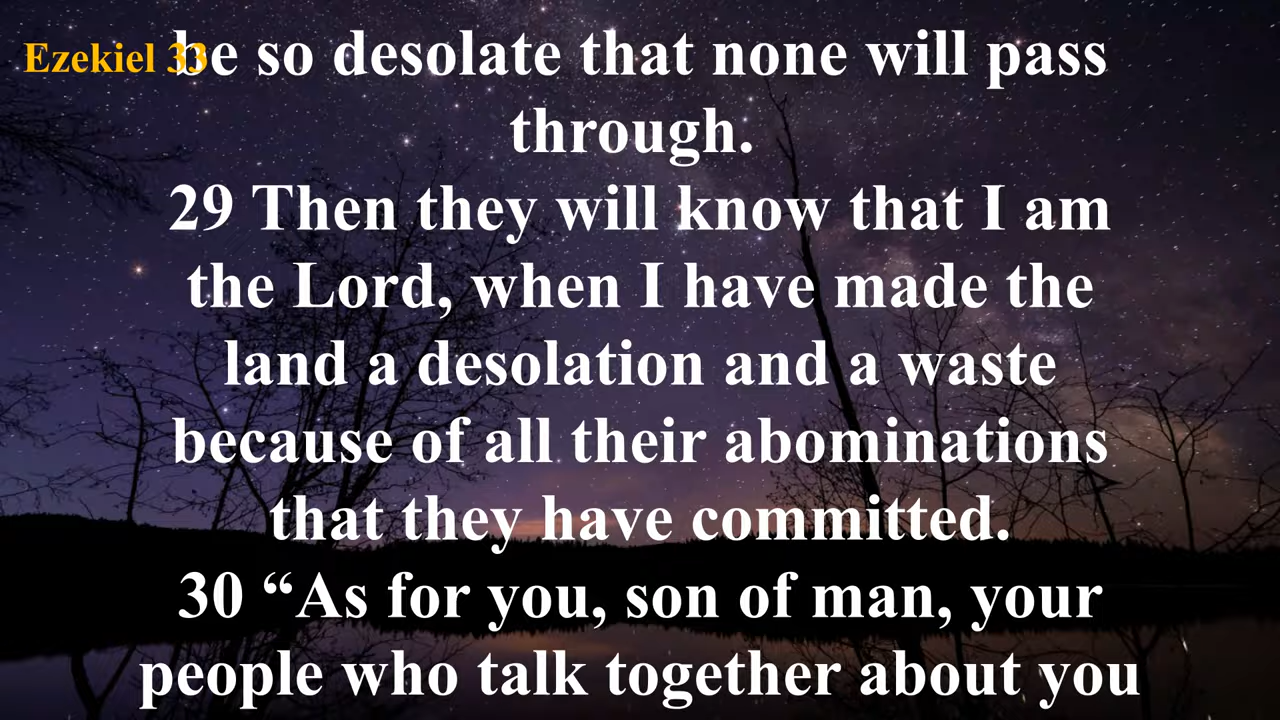 Ezekiel 33
be so desolate that none will pass
through.
29 Then they will know that I am
the Lord, when I have made the
land a desolation and a waste
because of all their abominations
that they have committed.
30 “As for you, son of man, your
people who talk together about you